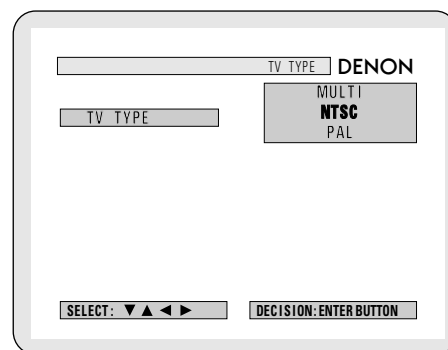 TV TYPE DENON
MULTI
TV TYPE NTSC
PAL
SELECT: ▼ ▲ ◄ ► DECISION: ENTER BUTTON